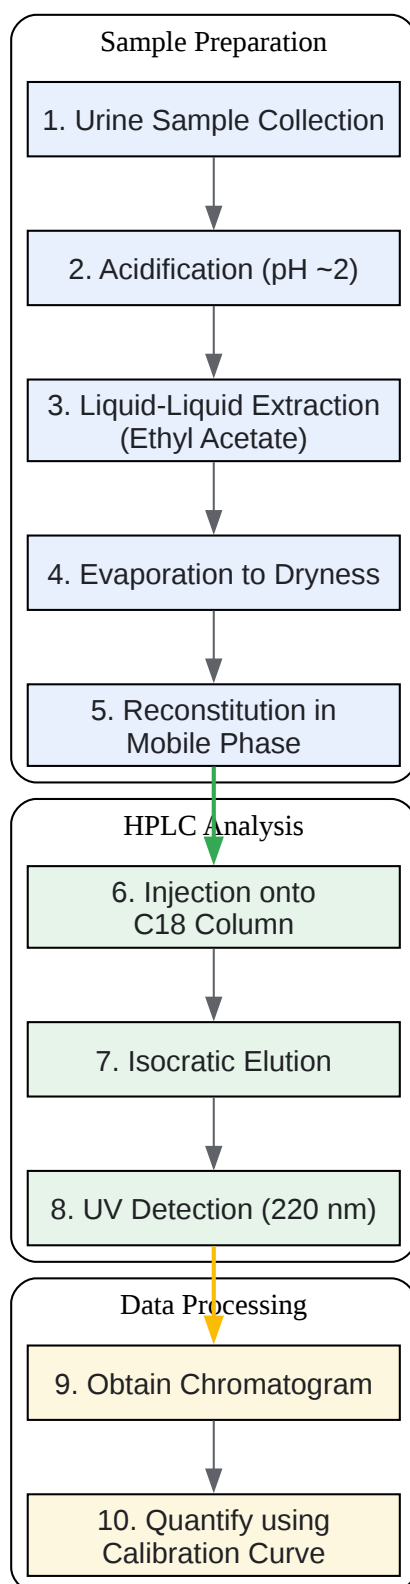 Sample Preparation
1. Urine Sample Collection
2. Acidification (pH ~2)
3. Liquid-Liquid Extraction
(Ethyl Acetate)
4. Evaporation to Dryness
5. Reconstitution in
Mobile Phase
HPLC Analysis
6. Injection onto
C18 Column
7. Isocratic Elution
8. UV Detection (220 nm)
Data Processing
9. Obtain Chromatogram
10. Quantify using
Calibration Curve